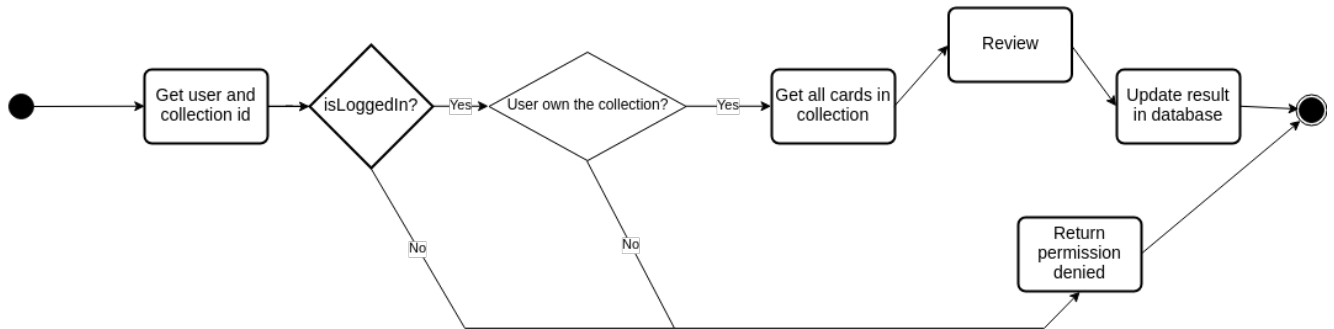 Get user and
collection id
isLoggedIn?
Yes
User own the collection?
Yes
Get all cards in
collection
Review
Update result
in database
No
No
Return
permission
denied